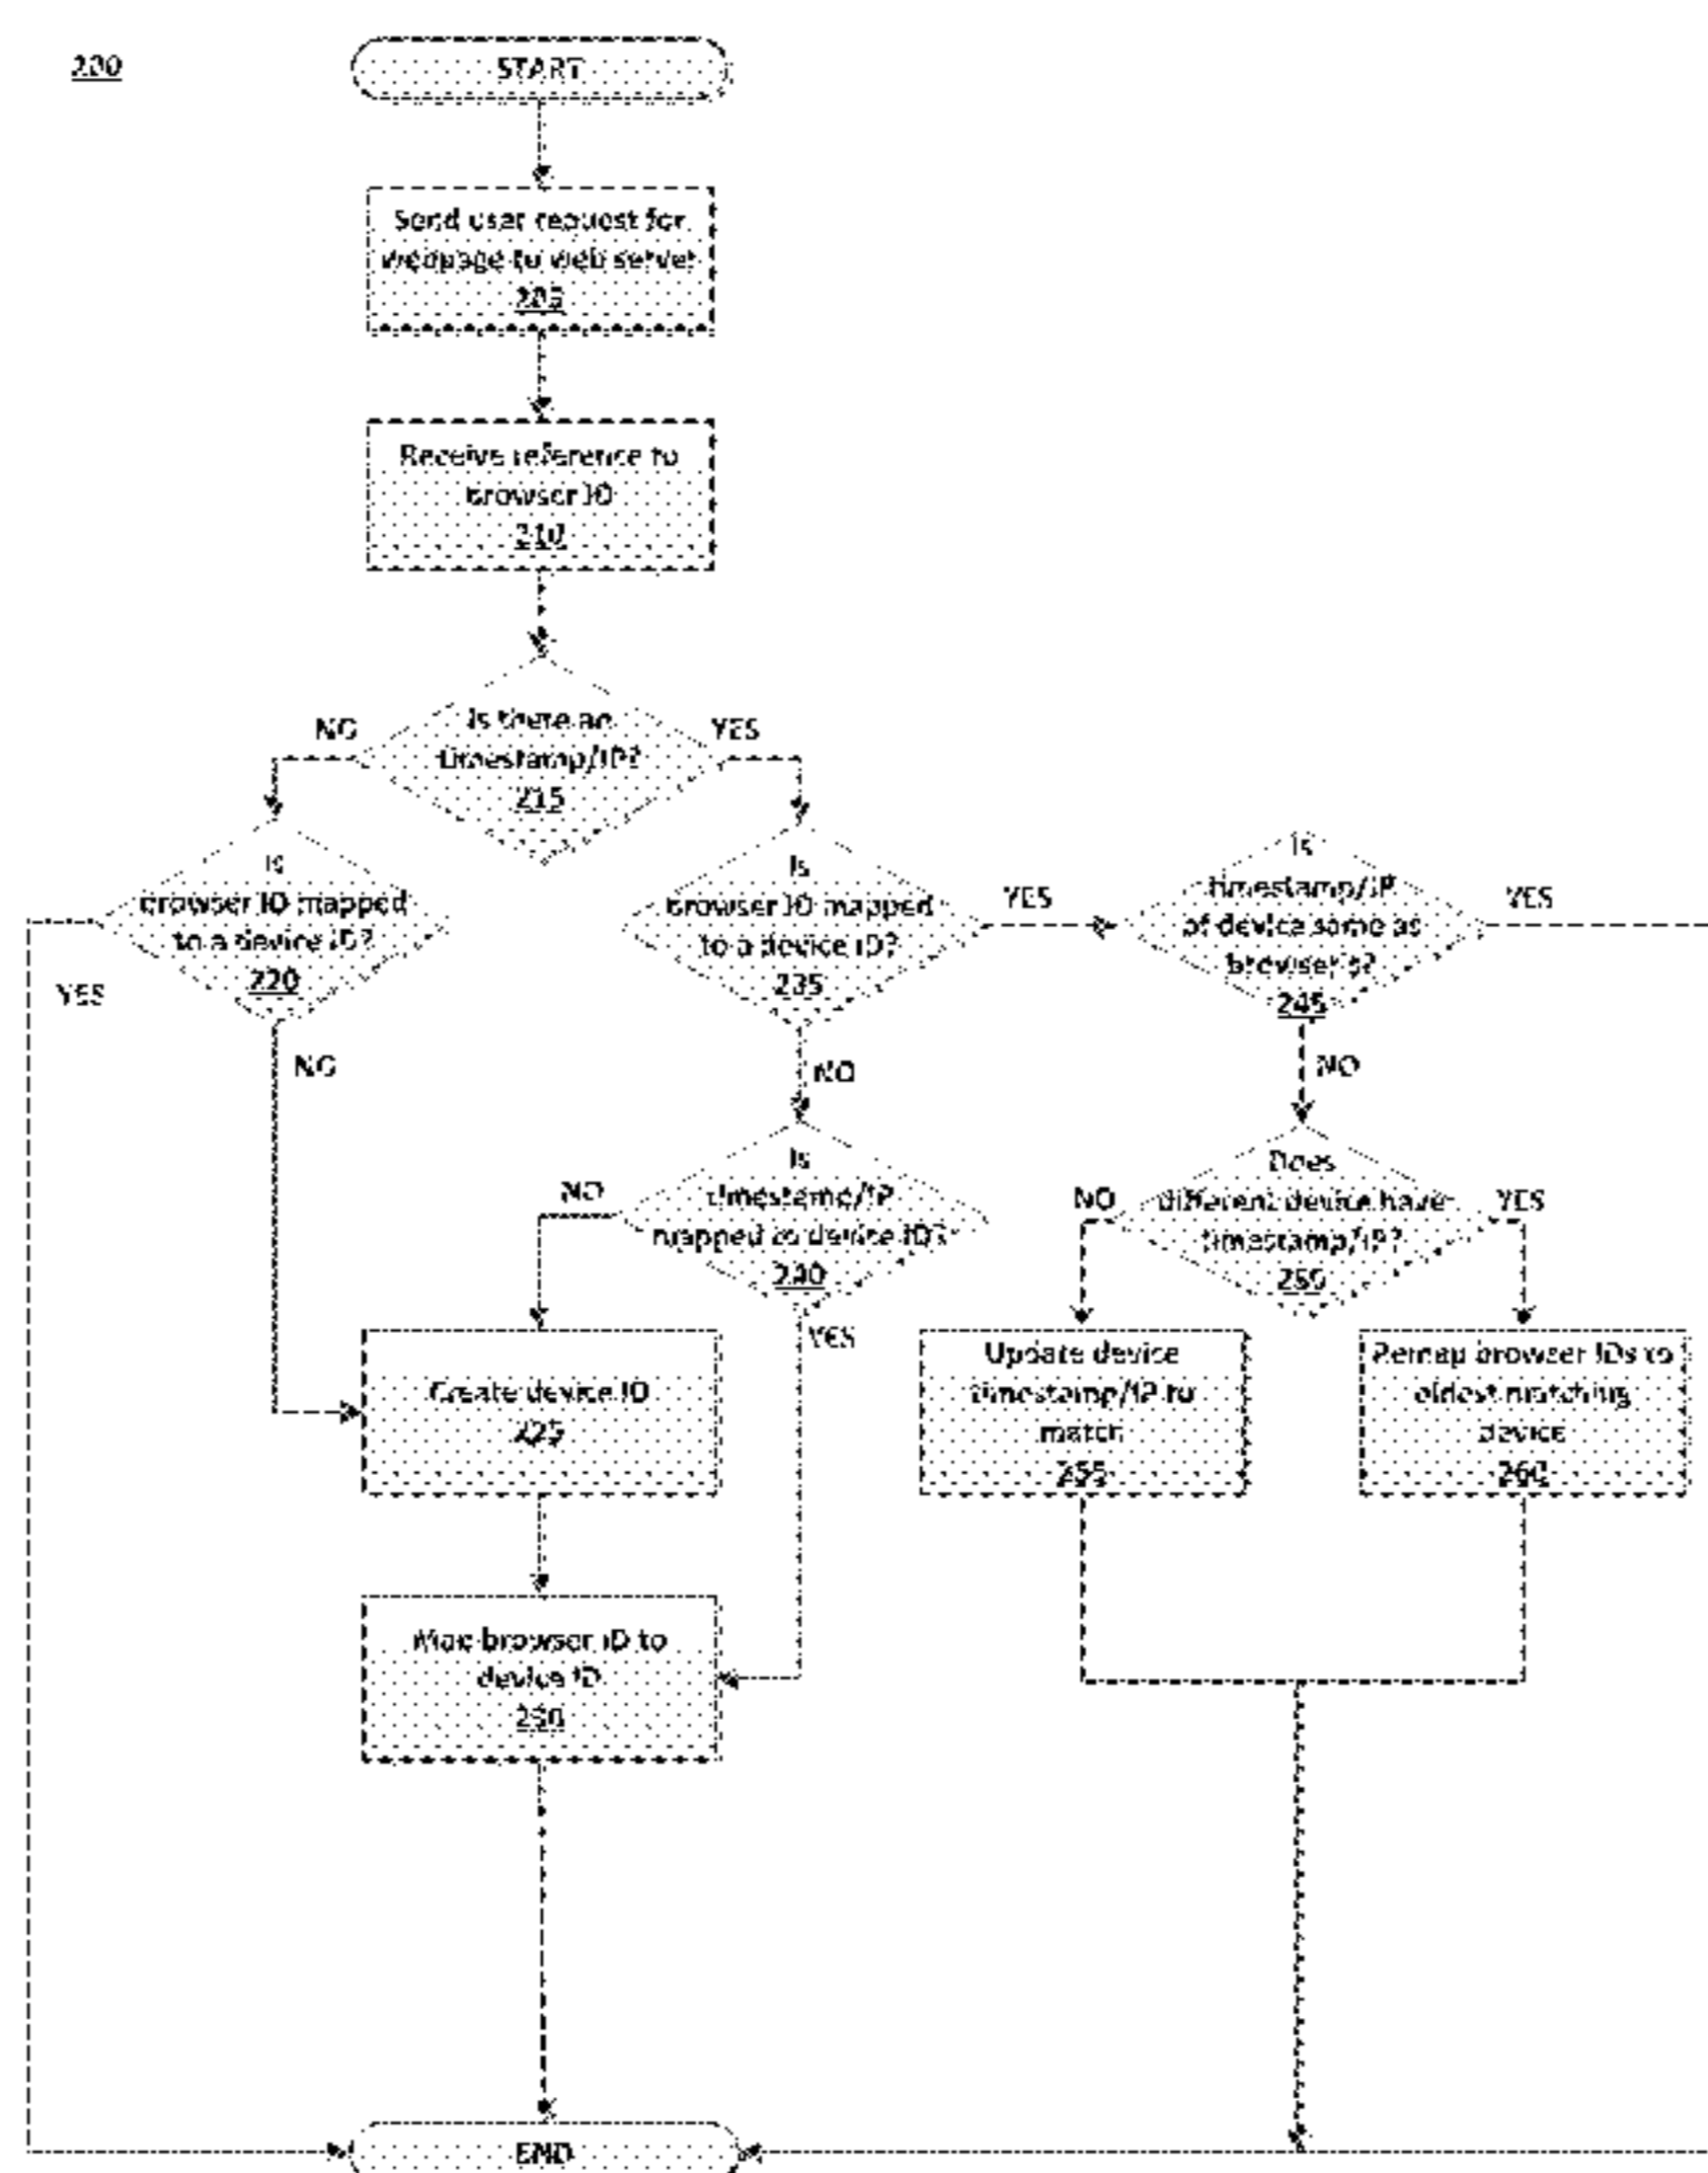 200
START
Send user request for
webpage to web server
205
Receive reference to
browser ID
210
Is there an
timestamp/IP?
215
NO
YES
Is
browser ID mapped
to a device ID?
220
YES
NO
Is
browser ID mapped
to a device ID?
235
YES
NO
Is
timestamp/IP
of device same as
browser's?
245
YES
NO
Is
timestamp/IP
mapped to device ID?
240
NO
YES
Does
different device have
timestamp/IP?
250
NO
YES
Create device ID
225
Update device
timestamp/IP to
match
255
Remap browser IDs to
oldest matching
device
260
Map browser ID to
device ID
230
END